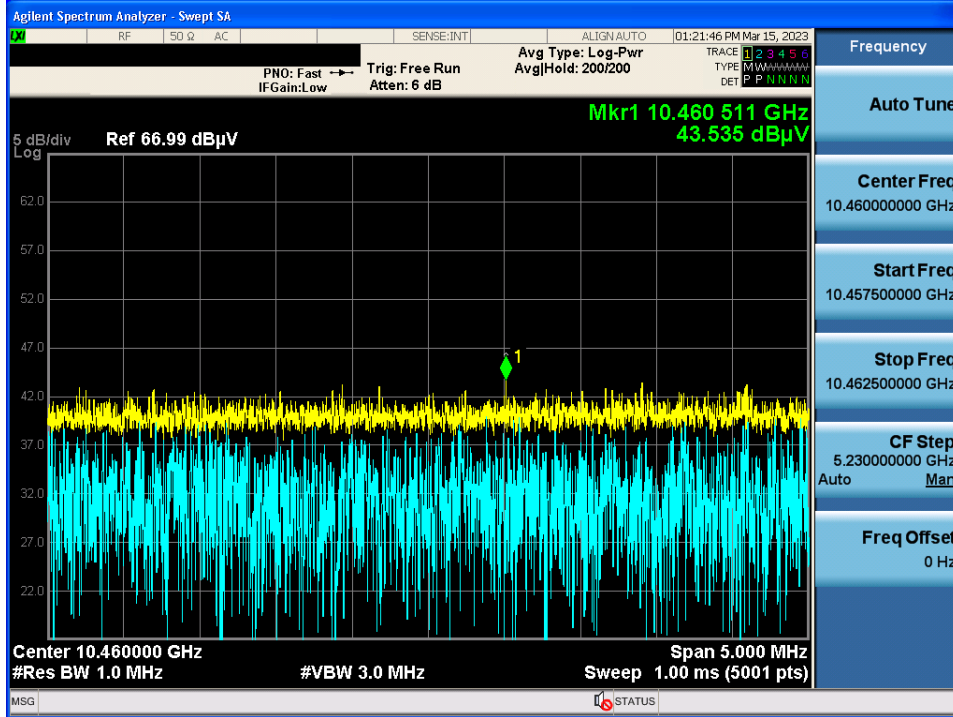 Agilent Spectrum Analyzer - Swept SA
LXI RF 50 Ω AC SENSE:INT ALIGN AUTO 01:21:46 PM Mar 15, 2023
PNO: Fast
IFGain:Low
Trig: Free Run
Atten: 6 dB
Avg Type: Log-Pwr
Avg|Hold: 200/200
TRACE 1 2 3 4 5 6
TYPE M WWWWW
DET P P N N N N
Mkr1 10.460 511 GHz
43.535 dBµV
5 dB/div
Log
Ref 66.99 dBµV
62.0
57.0
52.0
47.0
42.0
37.0
32.0
27.0
22.0
1
Center 10.460000 GHz
#Res BW 1.0 MHz
#VBW 3.0 MHz
Span 5.000 MHz
Sweep 1.00 ms (5001 pts)
MSG
STATUS
Frequency
Auto Tune
Center Freq
10.460000000 GHz
Start Freq
10.457500000 GHz
Stop Freq
10.462500000 GHz
CF Step
5.230000000 GHz
Auto Man
Freq Offset
0 Hz